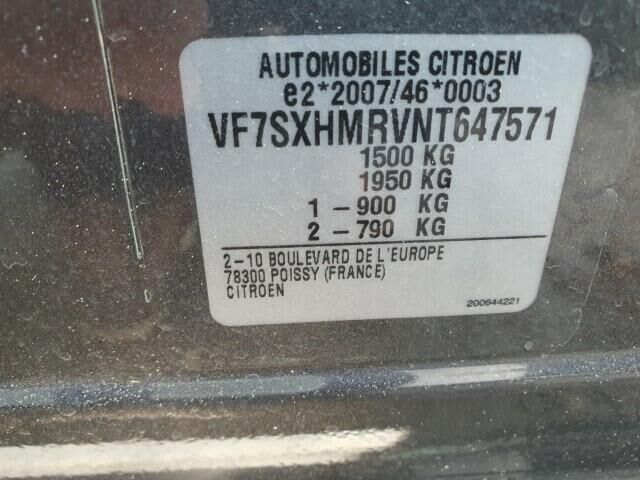 AUTOMOBILES CITROEN
e2*2007/46*0003
VF7SXHMRVNT647571
1500 KG
1950 KG
1 – 900 KG
2 – 790 KG
2 – 10 BOULEVARD DE L'EUROPE
78300 POISSY (FRANCE)
CITROEN
200644221